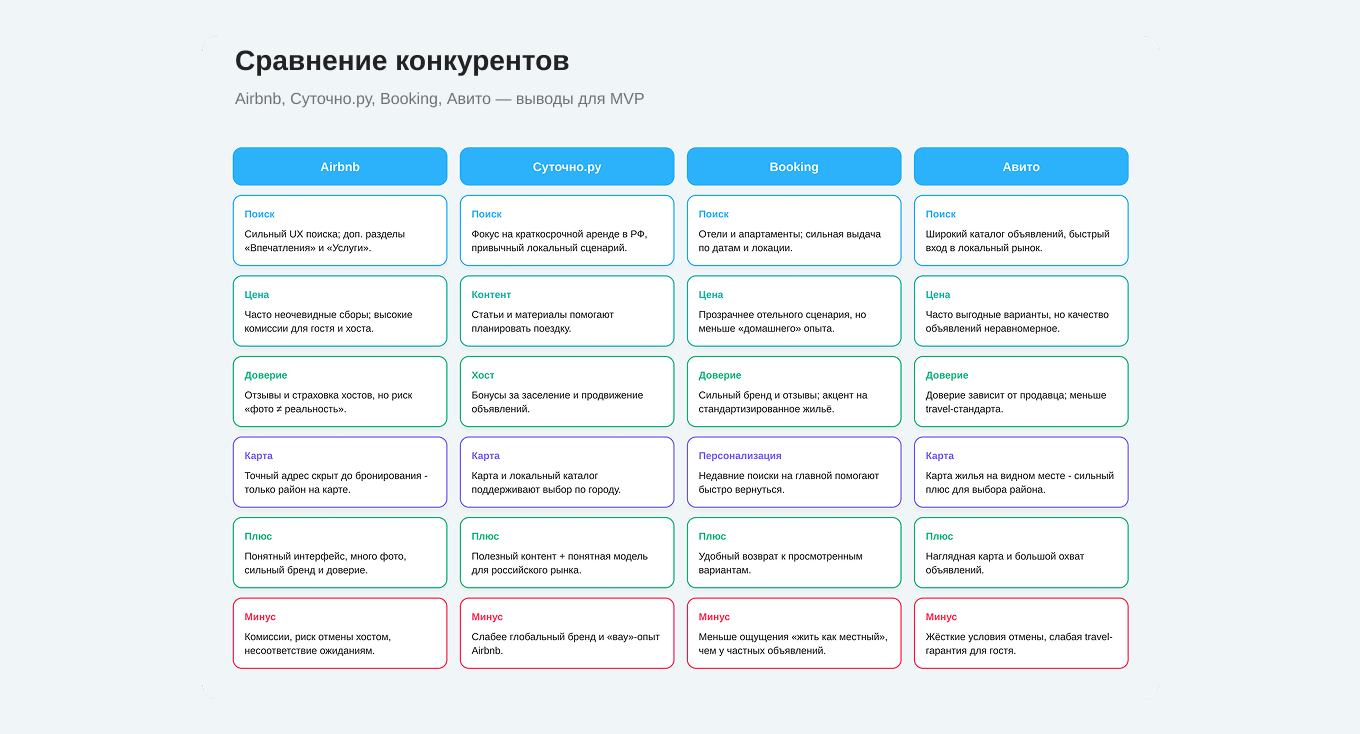 Сравнение конкурентов
Airbnb, Суточно.ру, Booking, Авито — выводы для MVP
Airbnb
Суточно.ру
Booking
Авито
Поиск
Сильный UX поиска; доп. разделы
«Впечатления» и «Услуги».
Поиск
Фокус на краткосрочной аренде в РФ,
привычный локальный сценарий.
Поиск
Отели и апартаменты; сильная выдача
по датам и локации.
Поиск
Широкий каталог объявлений, быстрый
вход в локальный рынок.
Цена
Часто неочевидные сборы; высокие
комиссии для гостя и хоста.
Контент
Статьи и материалы помогают
планировать поездку.
Цена
Прозрачнее отельного сценария, но
меньше «домашнего» опыта.
Цена
Часто выгодные варианты, но качество
объявлений неравномерное.
Доверие
Отзывы и страховка хостов, но риск
«фото ≠ реальность».
Хост
Бонусы за заселение и продвижение
объявлений.
Доверие
Сильный бренд и отзывы; акцент на
стандартизированное жильё.
Доверие
Доверие зависит от продавца; меньше
travel-стандарта.
Карта
Точный адрес скрыт до бронирования -
только район на карте.
Карта
Карта и локальный каталог
поддерживают выбор по городу.
Персонализация
Недавние поиски на главной помогают
быстро вернуться.
Карта
Карта жилья на видном месте - сильный
плюс для выбора района.
Плюс
Понятный интерфейс, много фото,
сильный бренд и доверие.
Плюс
Полезный контент + понятная модель
для российского рынка.
Плюс
Удобный возврат к просмотренным
вариантам.
Плюс
Наглядная карта и большой охват
объявлений.
Минус
Комиссии, риск отмены хостом,
несоответствие ожиданиям.
Минус
Слабее глобальный бренд и «вау»-опыт
Airbnb.
Минус
Меньше ощущения «жить как местный»,
чем у частных объявлений.
Минус
Жёсткие условия отмены, слабая travel-
гарантия для гостя.